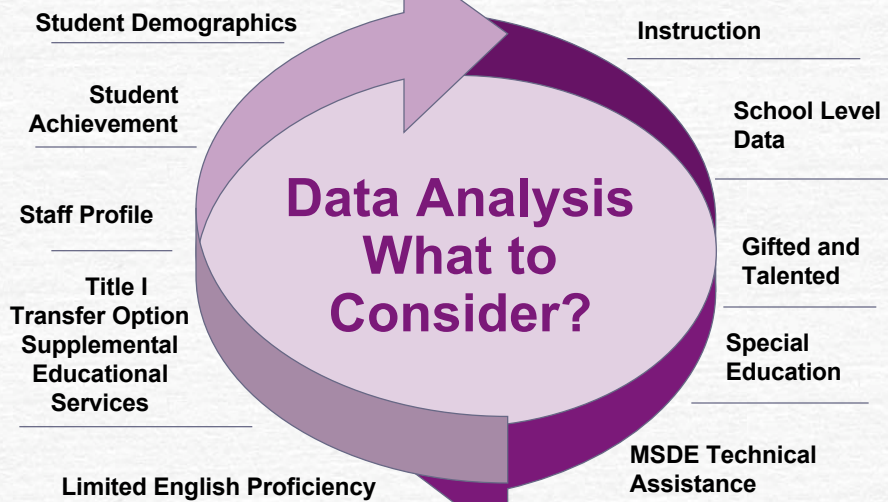 Student Demographics
Student
Achievement
Staff Profile
Title I
Transfer Option
Supplemental
Educational
Services
Limited English Proficiency
Data Analysis
What to
Consider?
Instruction
School Level
Data
Gifted and
Talented
Special
Education
MSDE Technical
Assistance